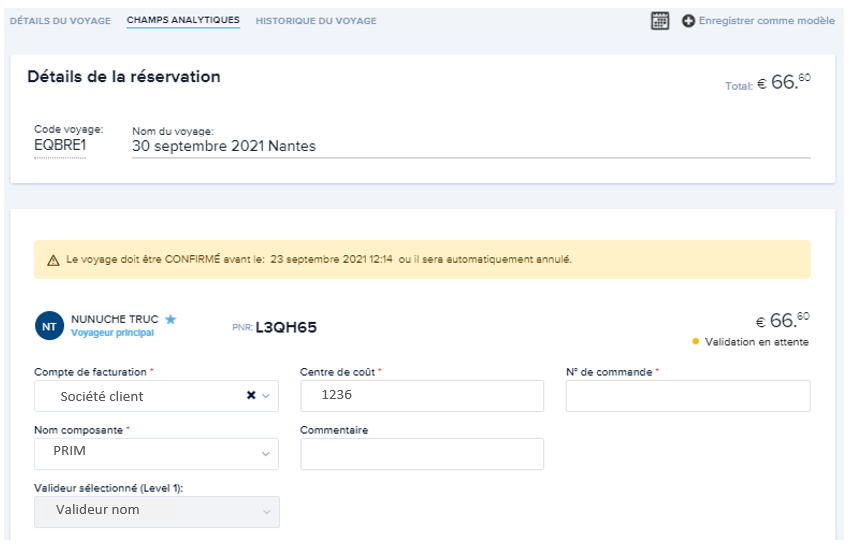 DÉTAILS DU VOYAGE CHAMPS ANALYTIQUES HISTORIQUE DU VOYAGE Enregistrer comme modèle
Détails de la réservation Total: € 66.60
Code voyage: Nom du voyage:
EQBRE1 30 septembre 2021 Nantes
Le voyage doit être CONFIRMÉ avant le: 23 septembre 2021 12:14 ou il sera automatiquement annulé.
NT NUNUCHE TRUC PNR: L3QH65 € 66.60
Voyageur principal Validation en attente
Compte de facturation * Centre de coût * N° de commande *
Société client 1236
Nom composante * Commentaire
PRIM
Valideur sélectionné (Level 1):
Valideur nom